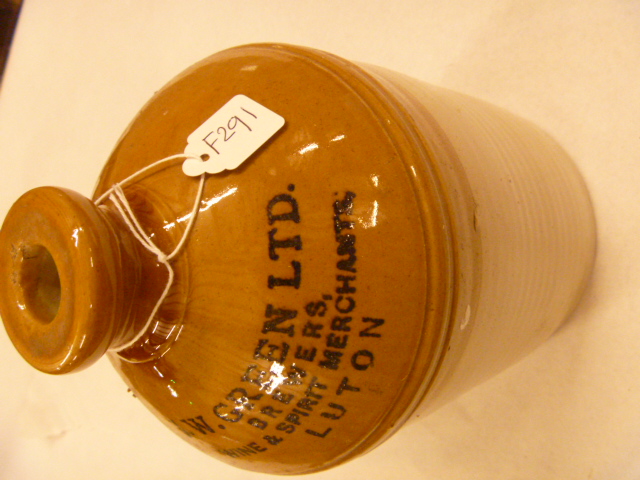 F291
W. GREEN LTD.
BREWERS,
WINE & SPIRIT MERCHANTS,
LUTON